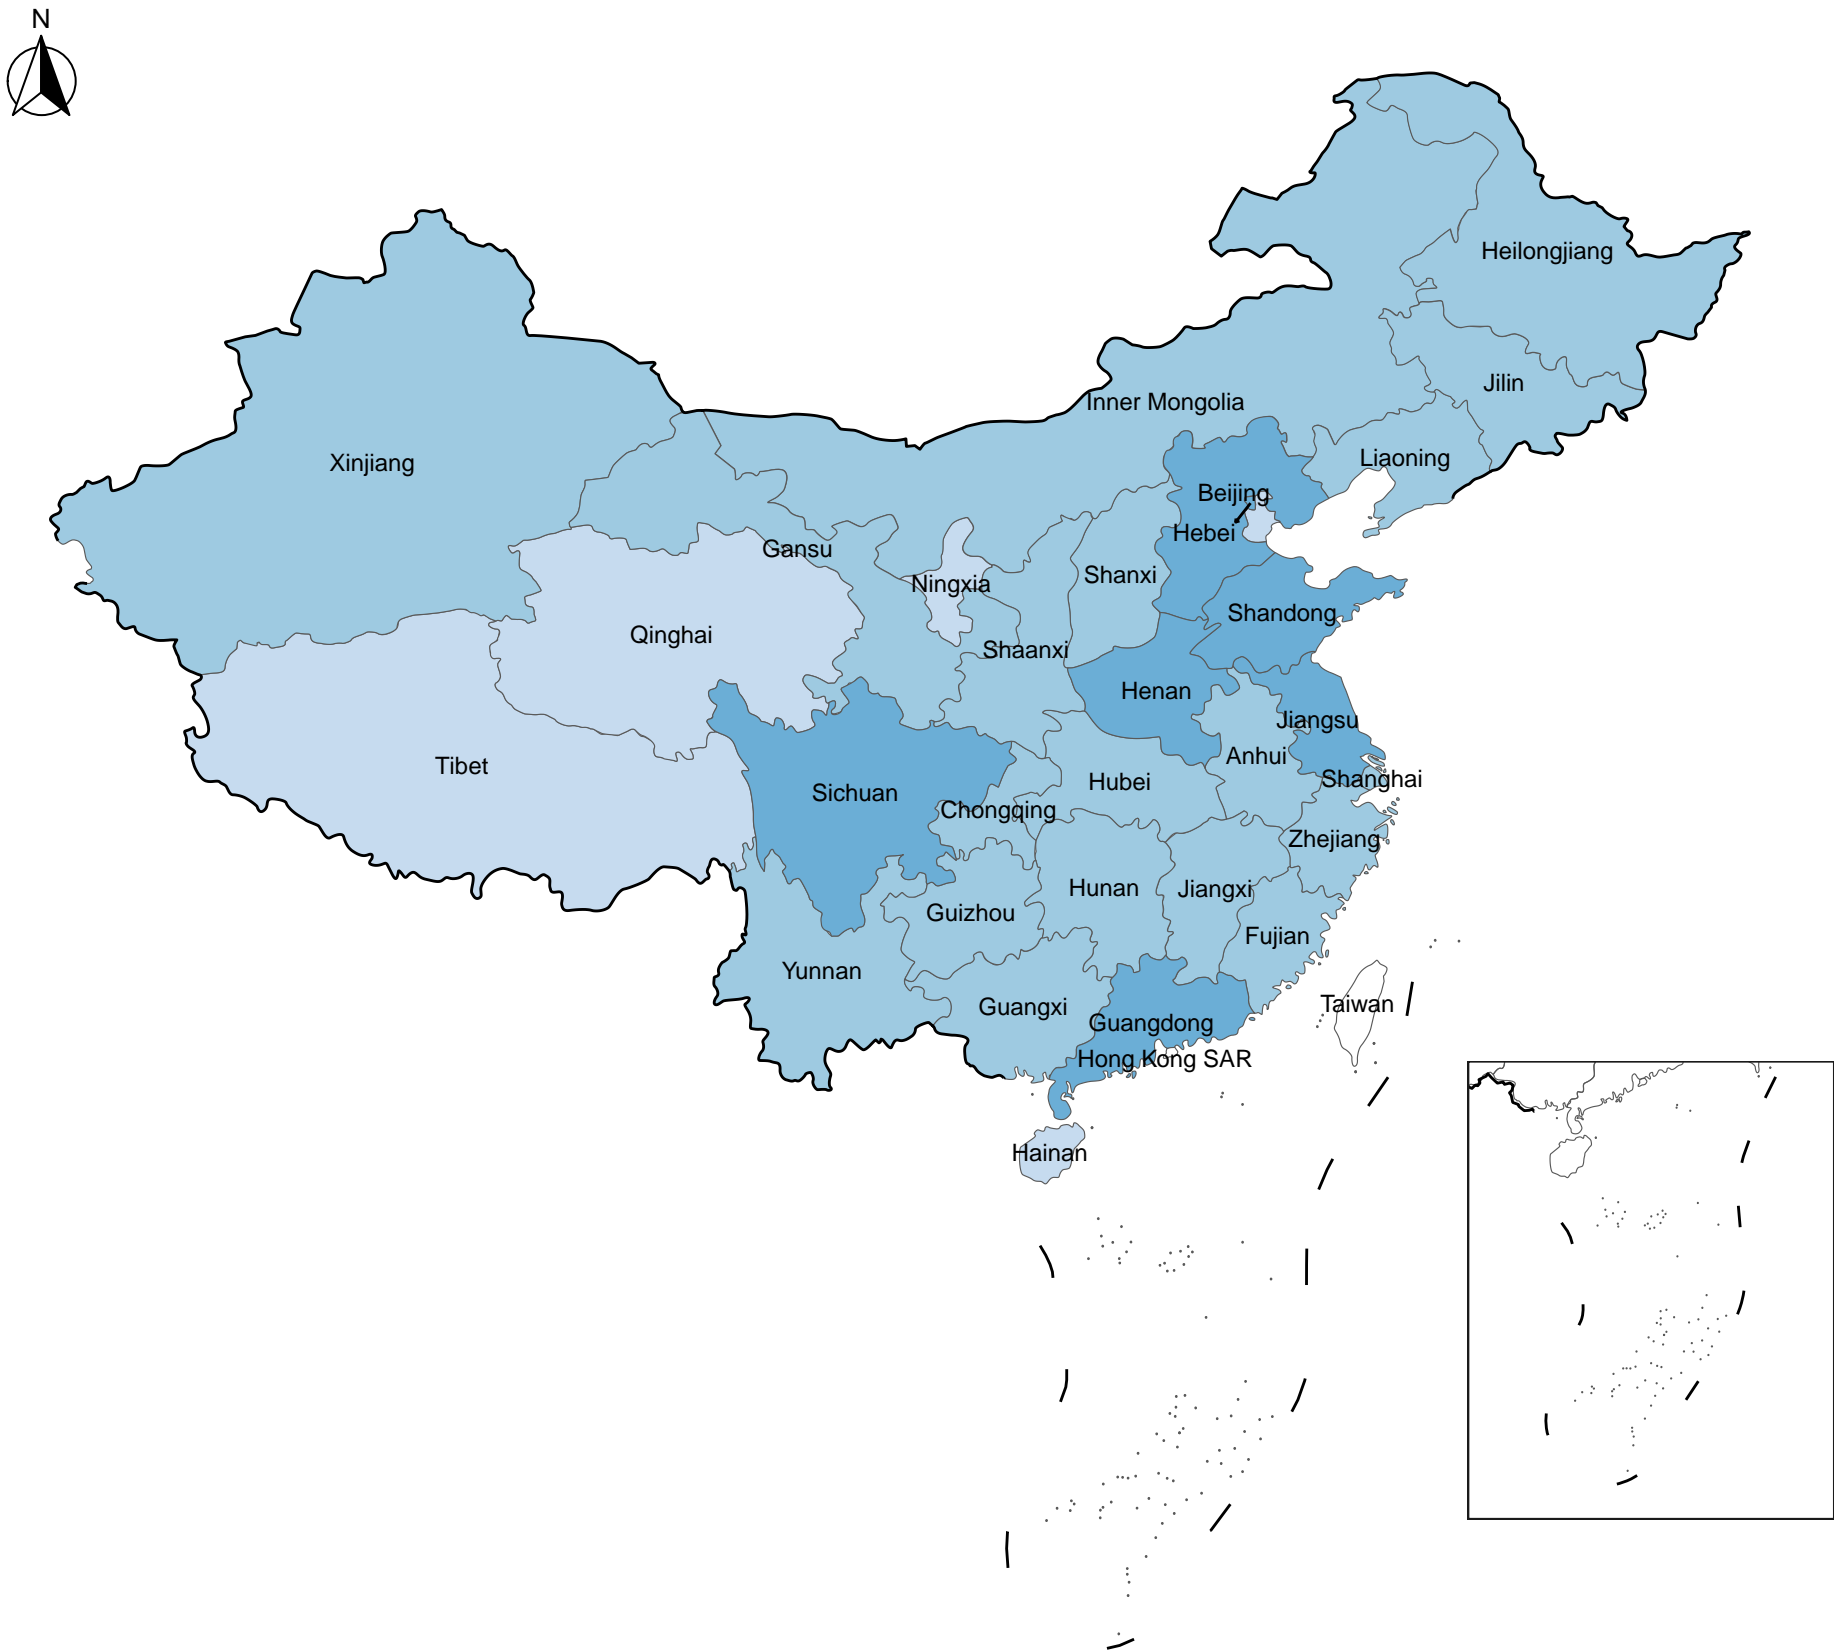 N
Heilongjiang
Jilin
Inner Mongolia
Liaoning
Xinjiang
Beijing
Hebei
Gansu
Shanxi
Ningxia
Shandong
Qinghai
Shaanxi
Henan
Jiangsu
Anhui
Tibet
Shanghai
Hubei
Sichuan
Chongqing
Zhejiang
Hunan
Jiangxi
Guizhou
Fujian
Yunnan
Taiwan
Guangxi
Guangdong
Hong Kong SAR
Hainan